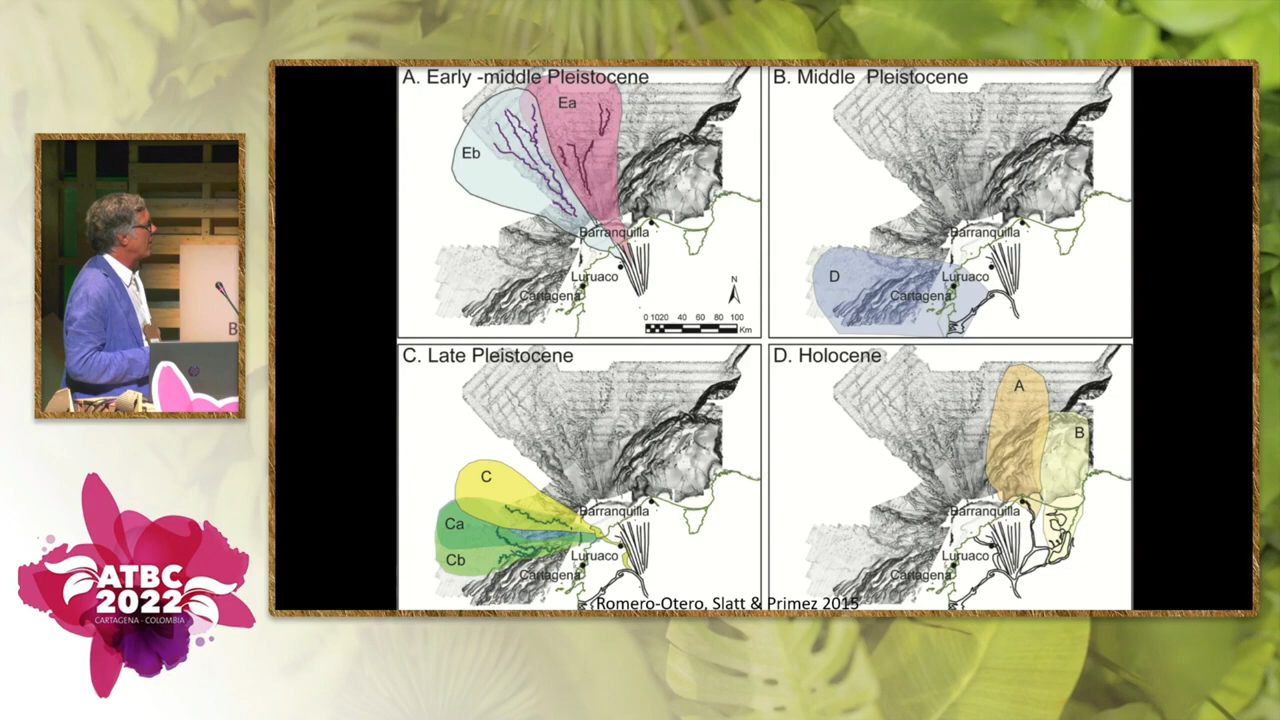 A. Early -middle Pleistocene
Ea
Eb
Barranquilla
Luruaco
Cartagena
N
0 1020 40 60 80 100
Km
B. Middle Pleistocene
Barranquilla
D
Luruaco
Cartagena
C. Late Pleistocene
C
Ca
Cb
Barranquilla
Luruaco
Cartagena
D. Holocene
A
B
Barranquilla
Luruaco
Cartagena
Romero-Otero, Slatt & Primez 2015
B
ATBC
2022
CARTAGENA - COLOMBIA